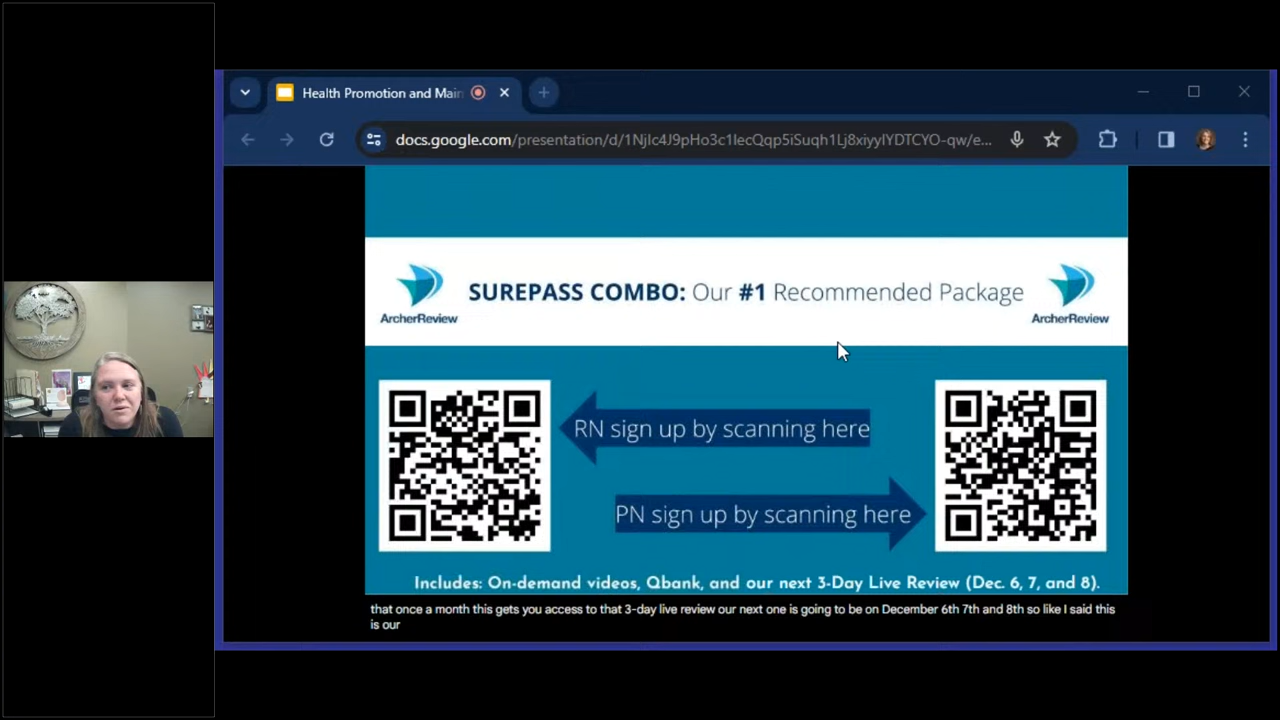 Health Promotion and Main
docs.google.com/presentation/d/1NjIc4J9pHo3c1lecQqp5iSuqh1Lj8xiyyIYDTCYO-qw/e...
SUREPASS COMBO: Our #1 Recommended Package
ArcherReview
ArcherReview
RN sign up by scanning here
PN sign up by scanning here
Includes: On-demand videos, Qbank, and our next 3-Day Live Review (Dec. 6, 7, and 8).
that once a month this gets you access to that 3-day live review our next one is going to be on December 6th 7th and 8th so like I said this
is our